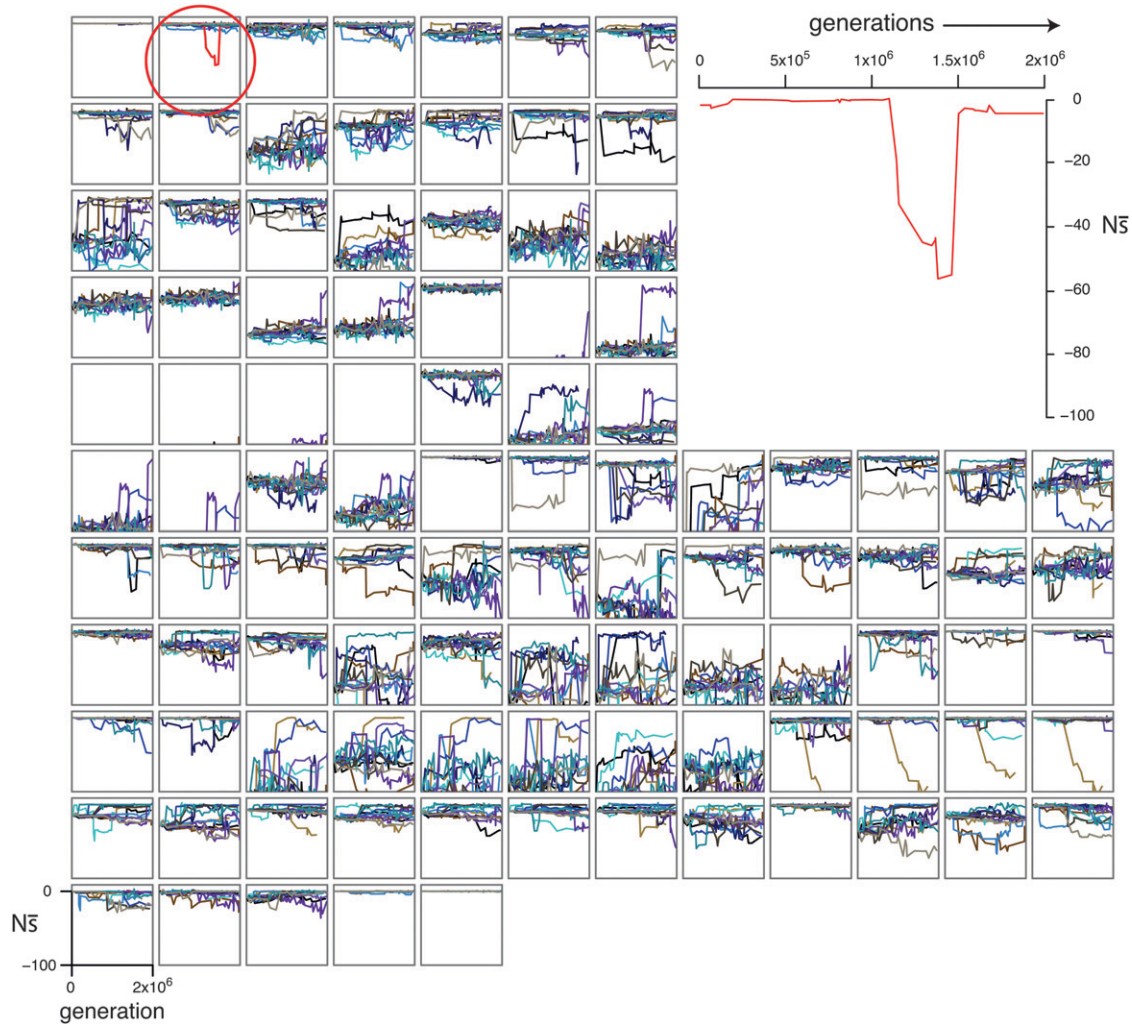 generations
0 5x10⁵ 1x10⁶ 1.5x10⁶ 2x10⁶
0
−20
−40
Ns̅
−60
−80
−100
0
Ns̅
−100
0 2x10⁶
generation